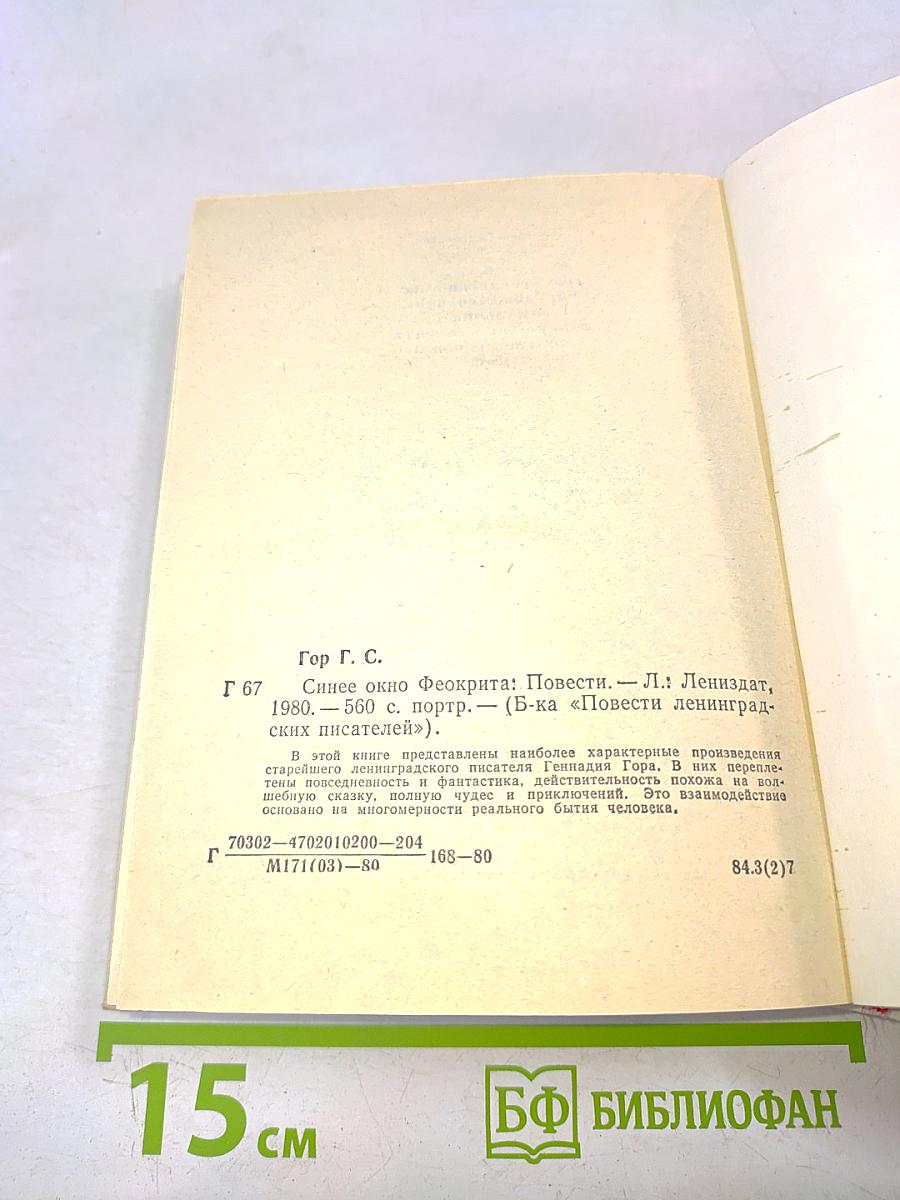 Гор Г. С.
Г 67 Синее окно Феокрита: Повести. — Л.: Лениздат,
1980. — 560 с. портр. — (Б-ка «Повести ленинград-
ских писателей»).
В этой книге представлены наиболее характерные произведения
старейшего ленинградского писателя Геннадия Гора. В них перепле-
тены повседневность и фантастика, действительность похожа на вол-
шебную сказку, полную чудес и приключений. Это взаимодействие
основано на многомерности реального бытия человека.
Г 70302—4702010200—204 168—80
М171(03)—80
84.3(2)7
15 см
БФ БИБЛИОФАН